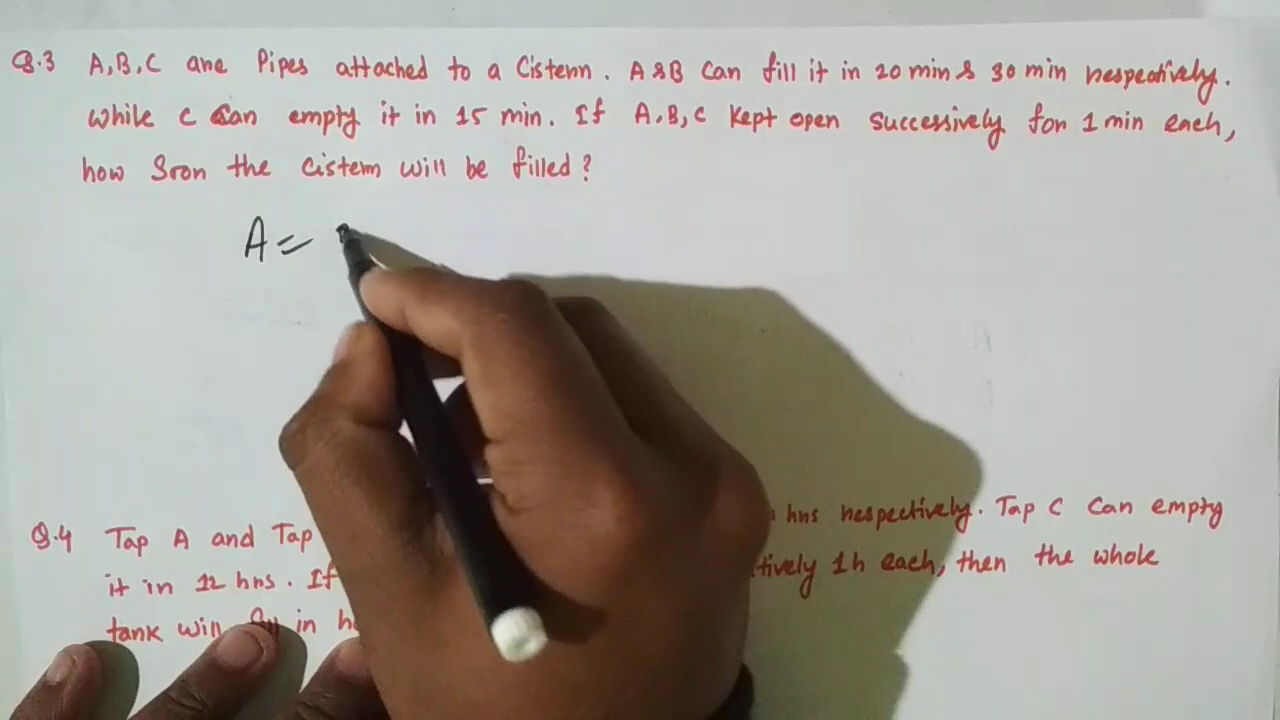 Q.3 A,B,C are Pipes attached to a Cistern. A & B Can fill it in 20 min & 30 min respectively.
While C Can empty it in 15 min. If A,B,C Kept open successively for 1 min each,
how soon the cistern will be filled?
A =
Q.4 Tap A and Tap hrs respectively. Tap C Can empty
it in 12 hrs. If 1h each, then the whole
tank will in